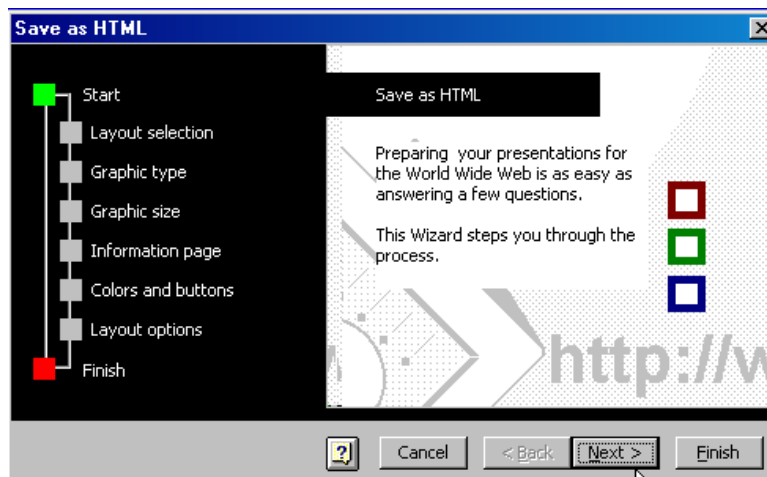 Save as HTML
Start
Layout selection
Graphic type
Graphic size
Information page
Colors and buttons
Layout options
Finish
Save as HTML
Preparing your presentations for
the World Wide Web is as easy as
answering a few questions.
This Wizard steps you through the
process.
http://w
Cancel
< Back
Next >
Finish